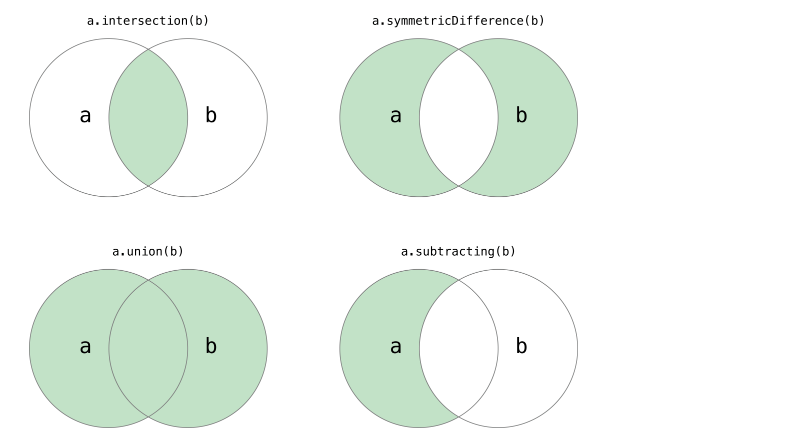 a.intersection(b)
a.symmetricDifference(b)
a b
a b
a.union(b)
a.subtracting(b)
a b
a b